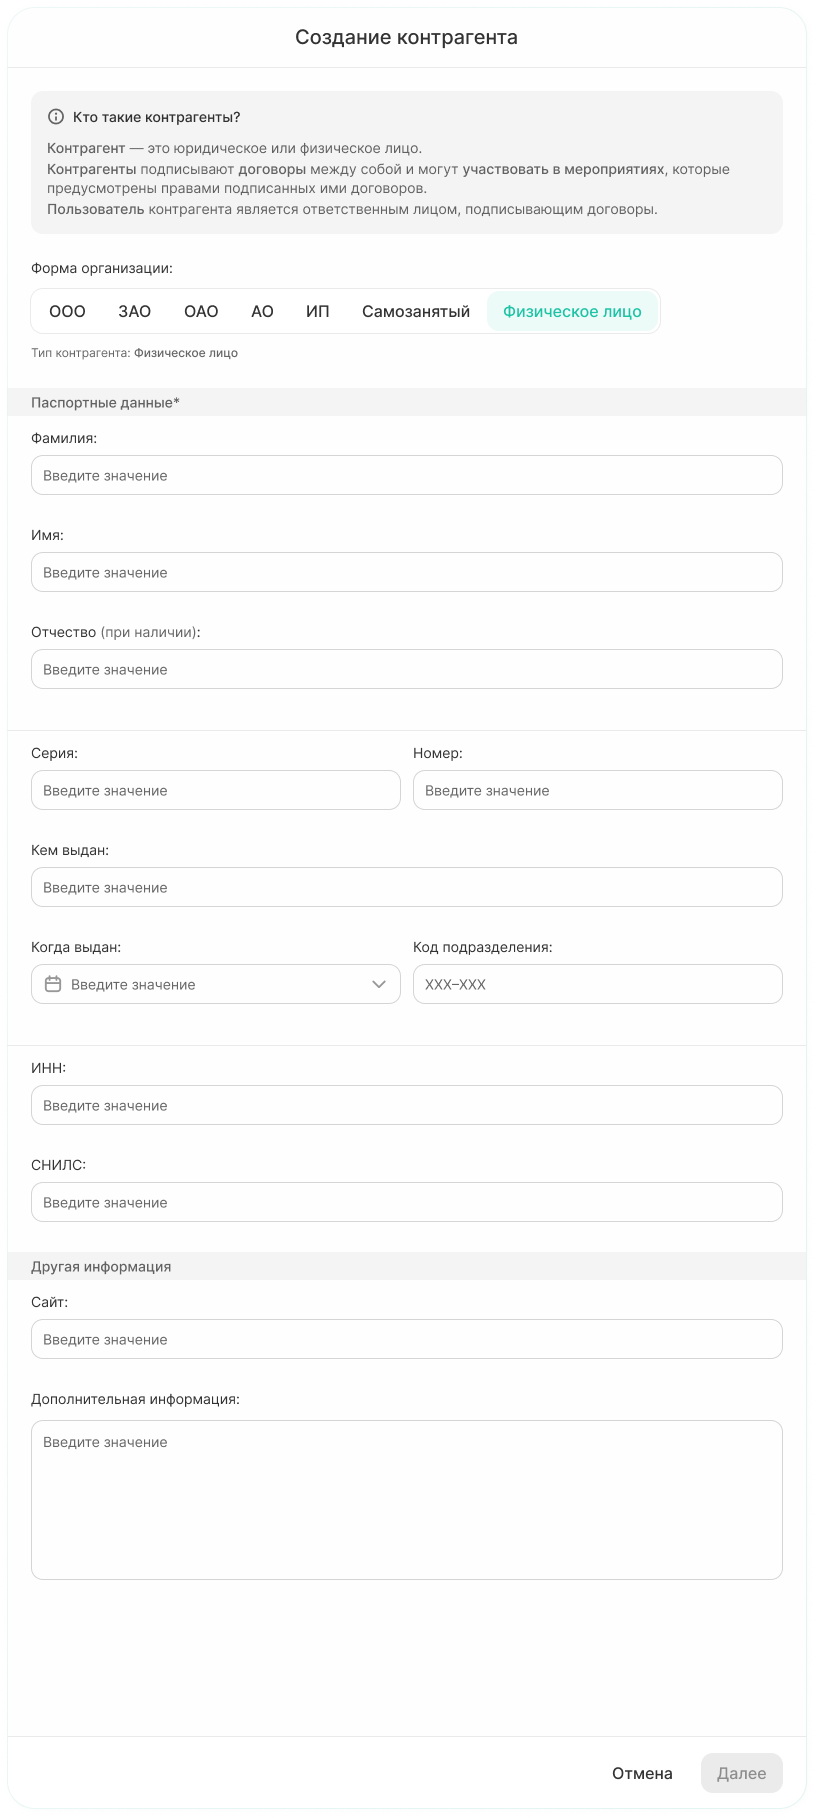 Создание контрагента
Кто такие контрагенты?
Контрагент — это юридическое или физическое лицо.
Контрагенты подписывают договоры между собой и могут участвовать в мероприятиях, которые
предусмотрены правами подписанных ими договоров.
Пользователь контрагента является ответственным лицом, подписывающим договоры.
Форма организации:
ООО ЗАО ОАО АО ИП Самозанятый Физическое лицо
Тип контрагента: Физическое лицо
Паспортные данные*
Фамилия:
Введите значение
Имя:
Введите значение
Отчество (при наличии):
Введите значение
Серия: Номер:
Введите значение Введите значение
Кем выдан:
Введите значение
Когда выдан: Код подразделения:
Введите значение XXX–XXX
ИНН:
Введите значение
СНИЛС:
Введите значение
Другая информация
Сайт:
Введите значение
Дополнительная информация:
Введите значение
Отмена Далее